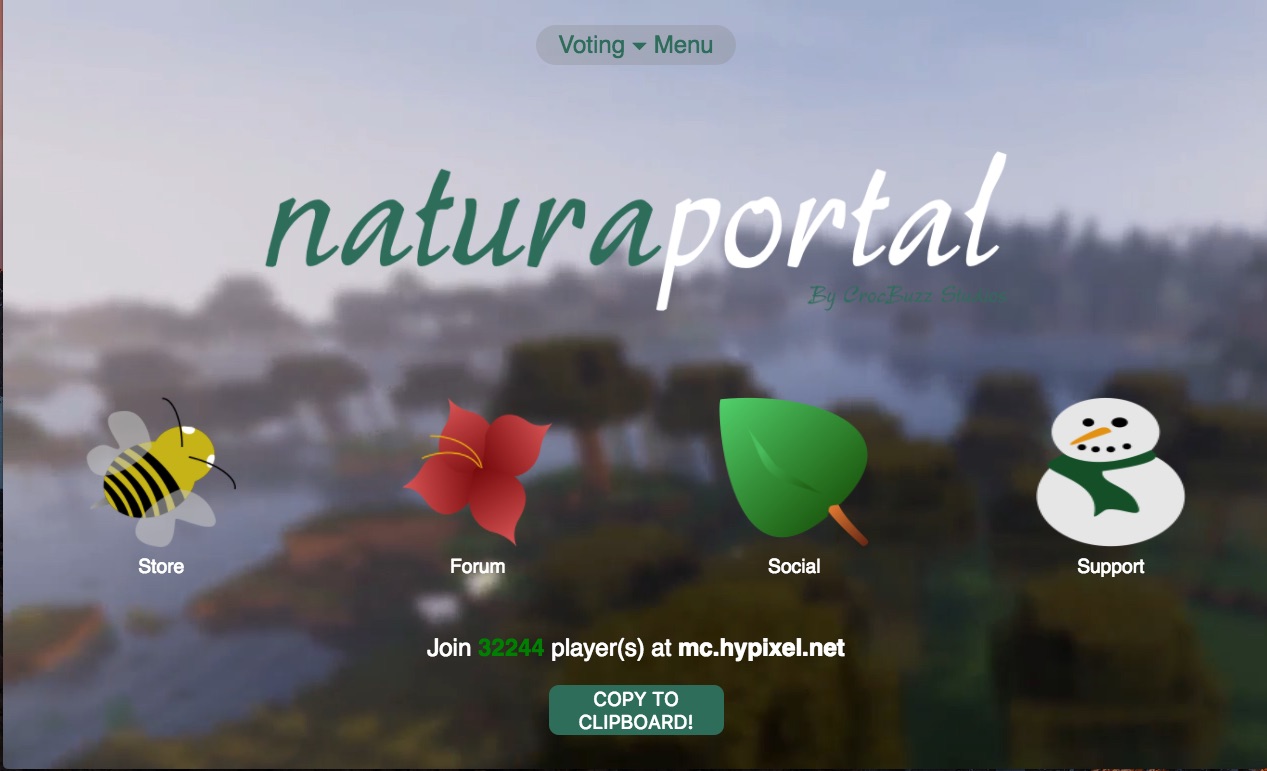 Voting Menu
naturaportal
By CrocBuzz Studios
Store
Forum
Social
Support
Join 32244 player(s) at mc.hypixel.net
COPY TO
CLIPBOARD!